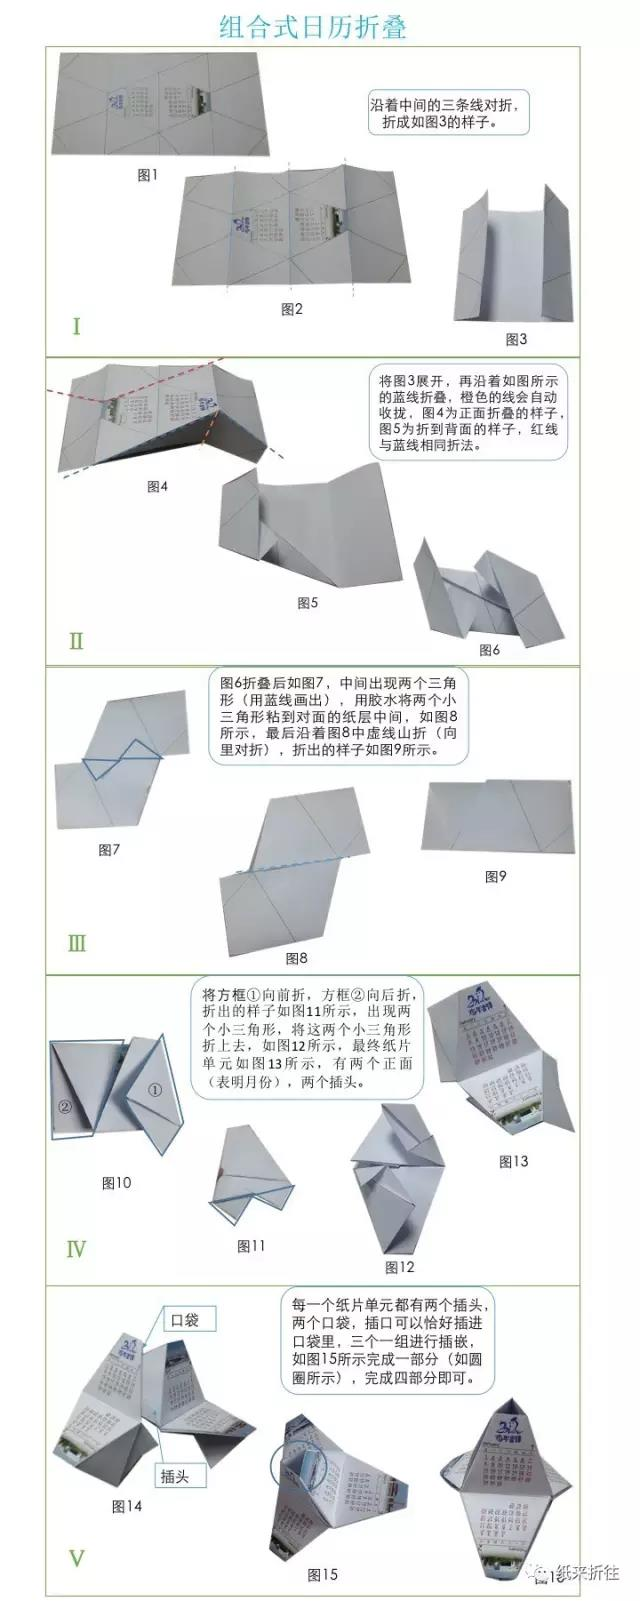 组合式日历折叠
沿着中间的三条线对折，
折成如图3的样子。
图1
图2
图3
Ⅰ
将图3展开，再沿着如图所示
的蓝线折叠，橙色的线会自动
收拢，图4为正面折叠的样子，
图5为折到背面的样子，红线
与蓝线相同折法。
图4
图5
图6
Ⅱ
图6折叠后如图7，中间出现两个三角
形（用蓝线画出），用胶水将两个小
三角形粘到对面的纸层中间，如图8
所示，最后沿着图8中虚线山折（向
里对折），折出的样子如图9所示。
图7
图8
图9
Ⅲ
将方框①向前折，方框②向后折，
折出的样子如图11所示，出现两
个小三角形，将这两个小三角形
折上去，如图12所示，最终纸片
单元如图13所示，有两个正面
（表明月份），两个插头。
②
①
图10
图11
图12
图13
Ⅳ
每一个纸片单元都有两个插头，
两个口袋，插口可以恰好插进
口袋里，三个一组进行插嵌，
如图15所示完成一部分（如圆
圈所示），完成四部分即可。
口袋
插头
图14
图15
纸来折往
Ⅴ